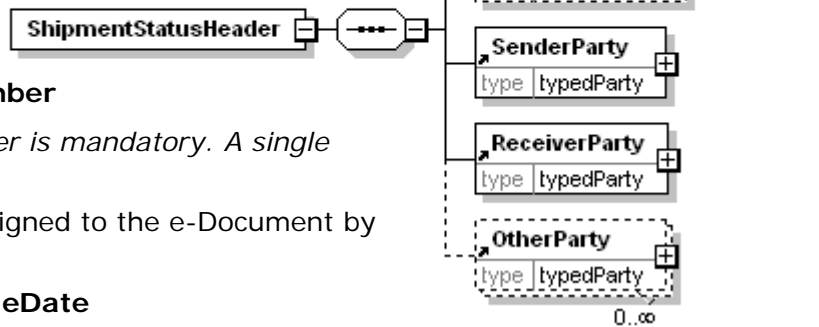 ShipmentStatusHeader
SenderParty
type typedParty
er is mandatory. A single
ReceiverParty
type typedParty
igned to the e-Document by
OtherParty
type typedParty
eDate
0..∞